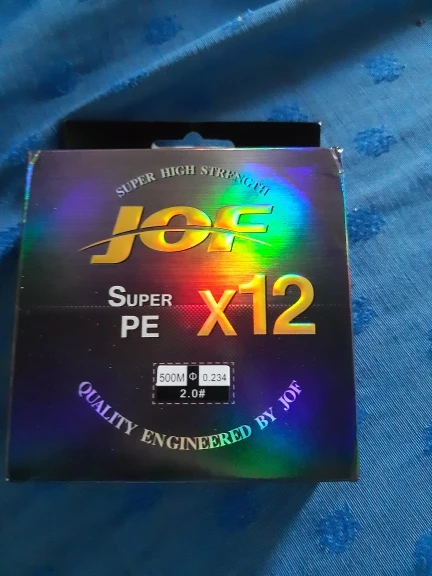 SUPER HIGH STRENGTH
JOF
SUPER PE X12
500M Φ 0.234
2.0#
QUALITY ENGINEERED BY JOF